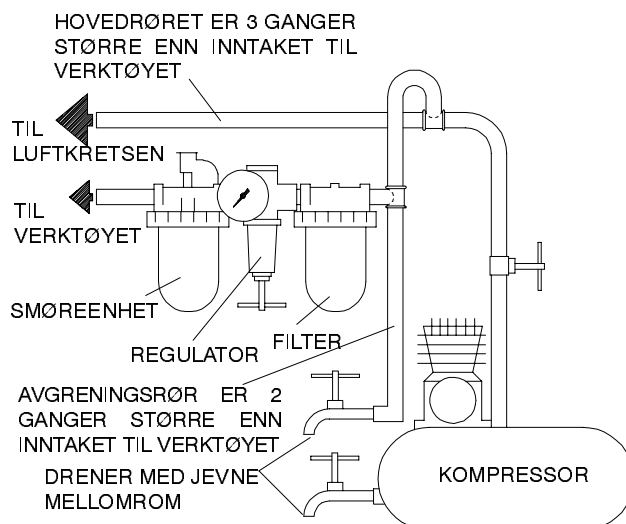 HOVEDRØRET ER 3 GANGER
STØRRE ENN INNTAKET TIL
VERKTØYET
TIL
LUFTKRETSEN
TIL
VERKTØYET
SMØREENHET
REGULATOR
FILTER
AVGRENINGSRØR ER 2
GANGER STØRRE ENN
INNTAKET TIL VERKTØYET
DRENER MED JEVNE
MELLOMROM
KOMPRESSOR